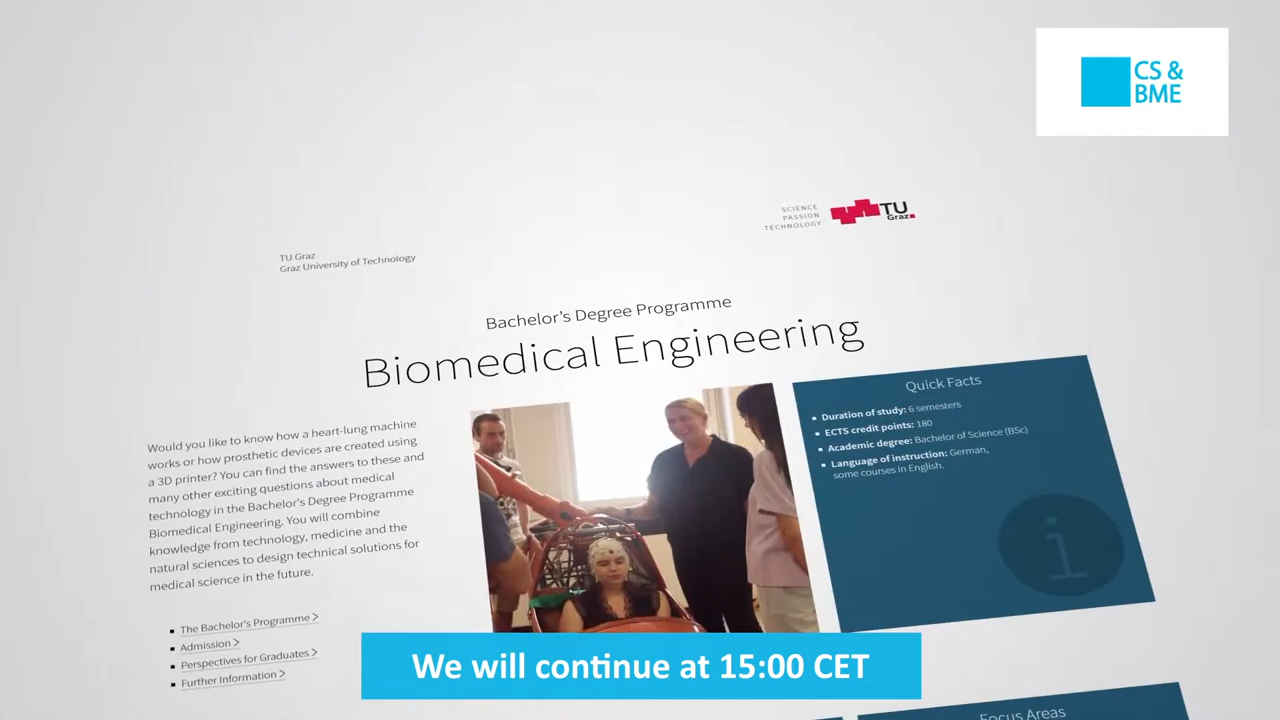 CS &
BME
SCIENCE
PASSION
TECHNOLOGY
TU
Graz
TU Graz
Graz University of Technology
Bachelor's Degree Programme
Biomedical Engineering
Would you like to know how a heart-lung machine
works or how prosthetic devices are created using
a 3D printer? You can find the answers to these and
many other exciting questions about medical
technology in the Bachelor's Degree Programme
Biomedical Engineering. You will combine
knowledge from technology, medicine and the
natural sciences to design technical solutions for
medical science in the future.
The Bachelor's Programme >
Admission >
Perspectives for Graduates >
Further Information >
Quick Facts
Duration of study: 6 semesters
ECTS credit points: 180
Academic degree: Bachelor of Science (BSc)
Language of instruction: German,
some courses in English.
i
We will continue at 15:00 CET
Focus Areas